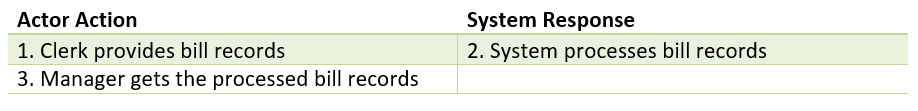 Actor Action System Response
1. Clerk provides bill records 2. System processes bill records
3. Manager gets the processed bill records